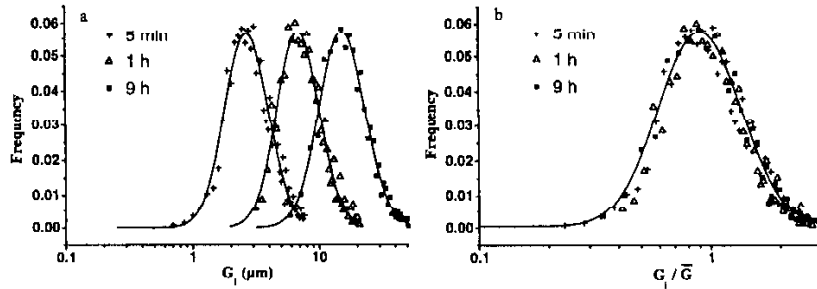 a
+ 5 min
△ 1 h
■ 9 h
Frequency
0.06
0.05
0.04
0.03
0.02
0.01
0.00
0.1
1
10
G_i (μm)
b
+ 5 min
△ 1 h
■ 9 h
Frequency
0.06
0.05
0.04
0.03
0.02
0.01
0.00
0.1
1
G_i / G̅